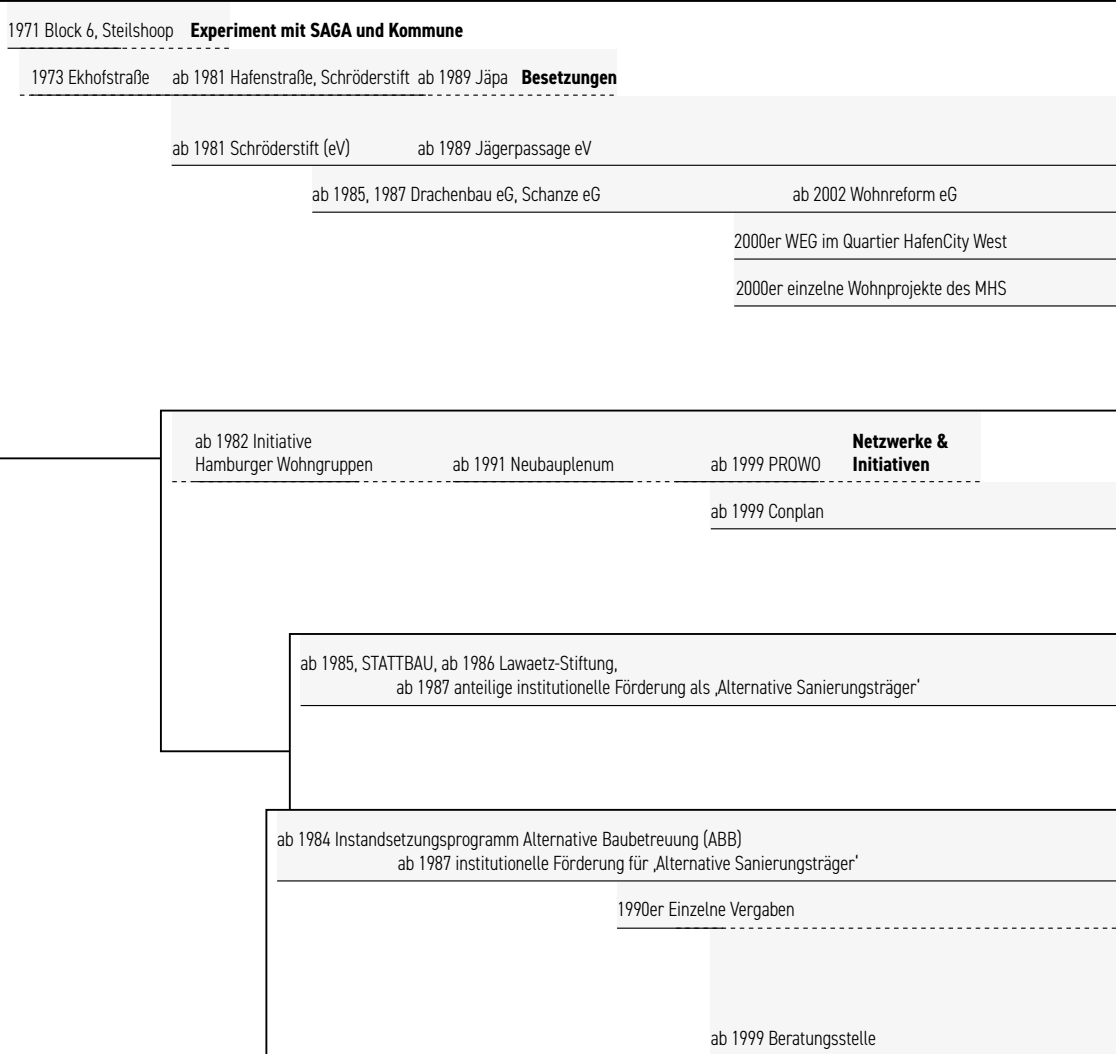 1971 Block 6, Steilshoop Experiment mit SAGA und Kommune
1973 Ekhofstraße ab 1981 Hafenstraße, Schröderstift ab 1989 Jäpa Besetzungen
ab 1981 Schröderstift (eV) ab 1989 Jägerpassage eV
ab 1985, 1987 Drachenbau eG, Schanze eG ab 2002 Wohnreform eG
2000er WEG im Quartier HafenCity West
2000er einzelne Wohnprojekte des MHS
ab 1982 Initiative
Hamburger Wohngruppen
ab 1991 Neubauplenum
ab 1999 PROWO
Netzwerke &
Initiativen
ab 1999 Conplan
ab 1985, STATTBAU, ab 1986 Lawaetz-Stiftung,
ab 1987 anteilige institutionelle Förderung als ‚Alternative Sanierungsträger‘
ab 1984 Instandsetzungsprogramm Alternative Baubetreuung (ABB)
ab 1987 institutionelle Förderung für ‚Alternative Sanierungsträger‘
1990er Einzelne Vergaben
ab 1999 Beratungsstelle